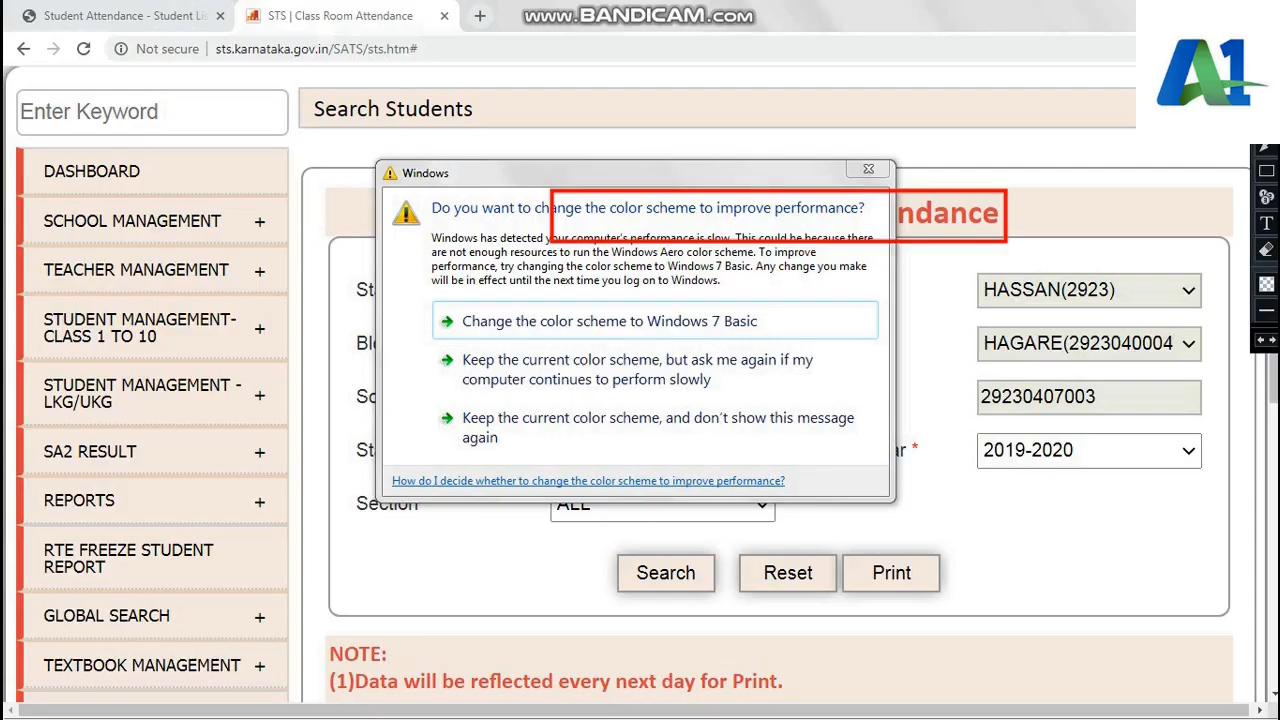 Student Attendance - Student Li
STS | Class Room Attendance
www.BANDICAM.com
Not secure
sts.karnataka.gov.in/SATS/sts.htm#
A1
Enter Keyword
Search Students
DASHBOARD
SCHOOL MANAGEMENT +
TEACHER MANAGEMENT +
STUDENT MANAGEMENT-
CLASS 1 TO 10 +
STUDENT MANAGEMENT -
LKG/UKG +
SA2 RESULT +
REPORTS +
RTE FREEZE STUDENT
REPORT
GLOBAL SEARCH +
TEXTBOOK MANAGEMENT +
Windows
Do you want to change the color scheme to improve performance?
Windows has detected your computer's performance is slow. This could be because there
are not enough resources to run the Windows Aero color scheme. To improve
performance, try changing the color scheme to Windows 7 Basic. Any change you make
will be in effect until the next time you log on to Windows.
Change the color scheme to Windows 7 Basic
Keep the current color scheme, but ask me again if my
computer continues to perform slowly
Keep the current color scheme, and don't show this message
again
How do I decide whether to change the color scheme to improve performance?
ndance
HASSAN(2923)
HAGARE(2923040004
29230407003
* 2019-2020
Section
ALL
Search Reset Print
NOTE:
(1)Data will be reflected every next day for Print.
T